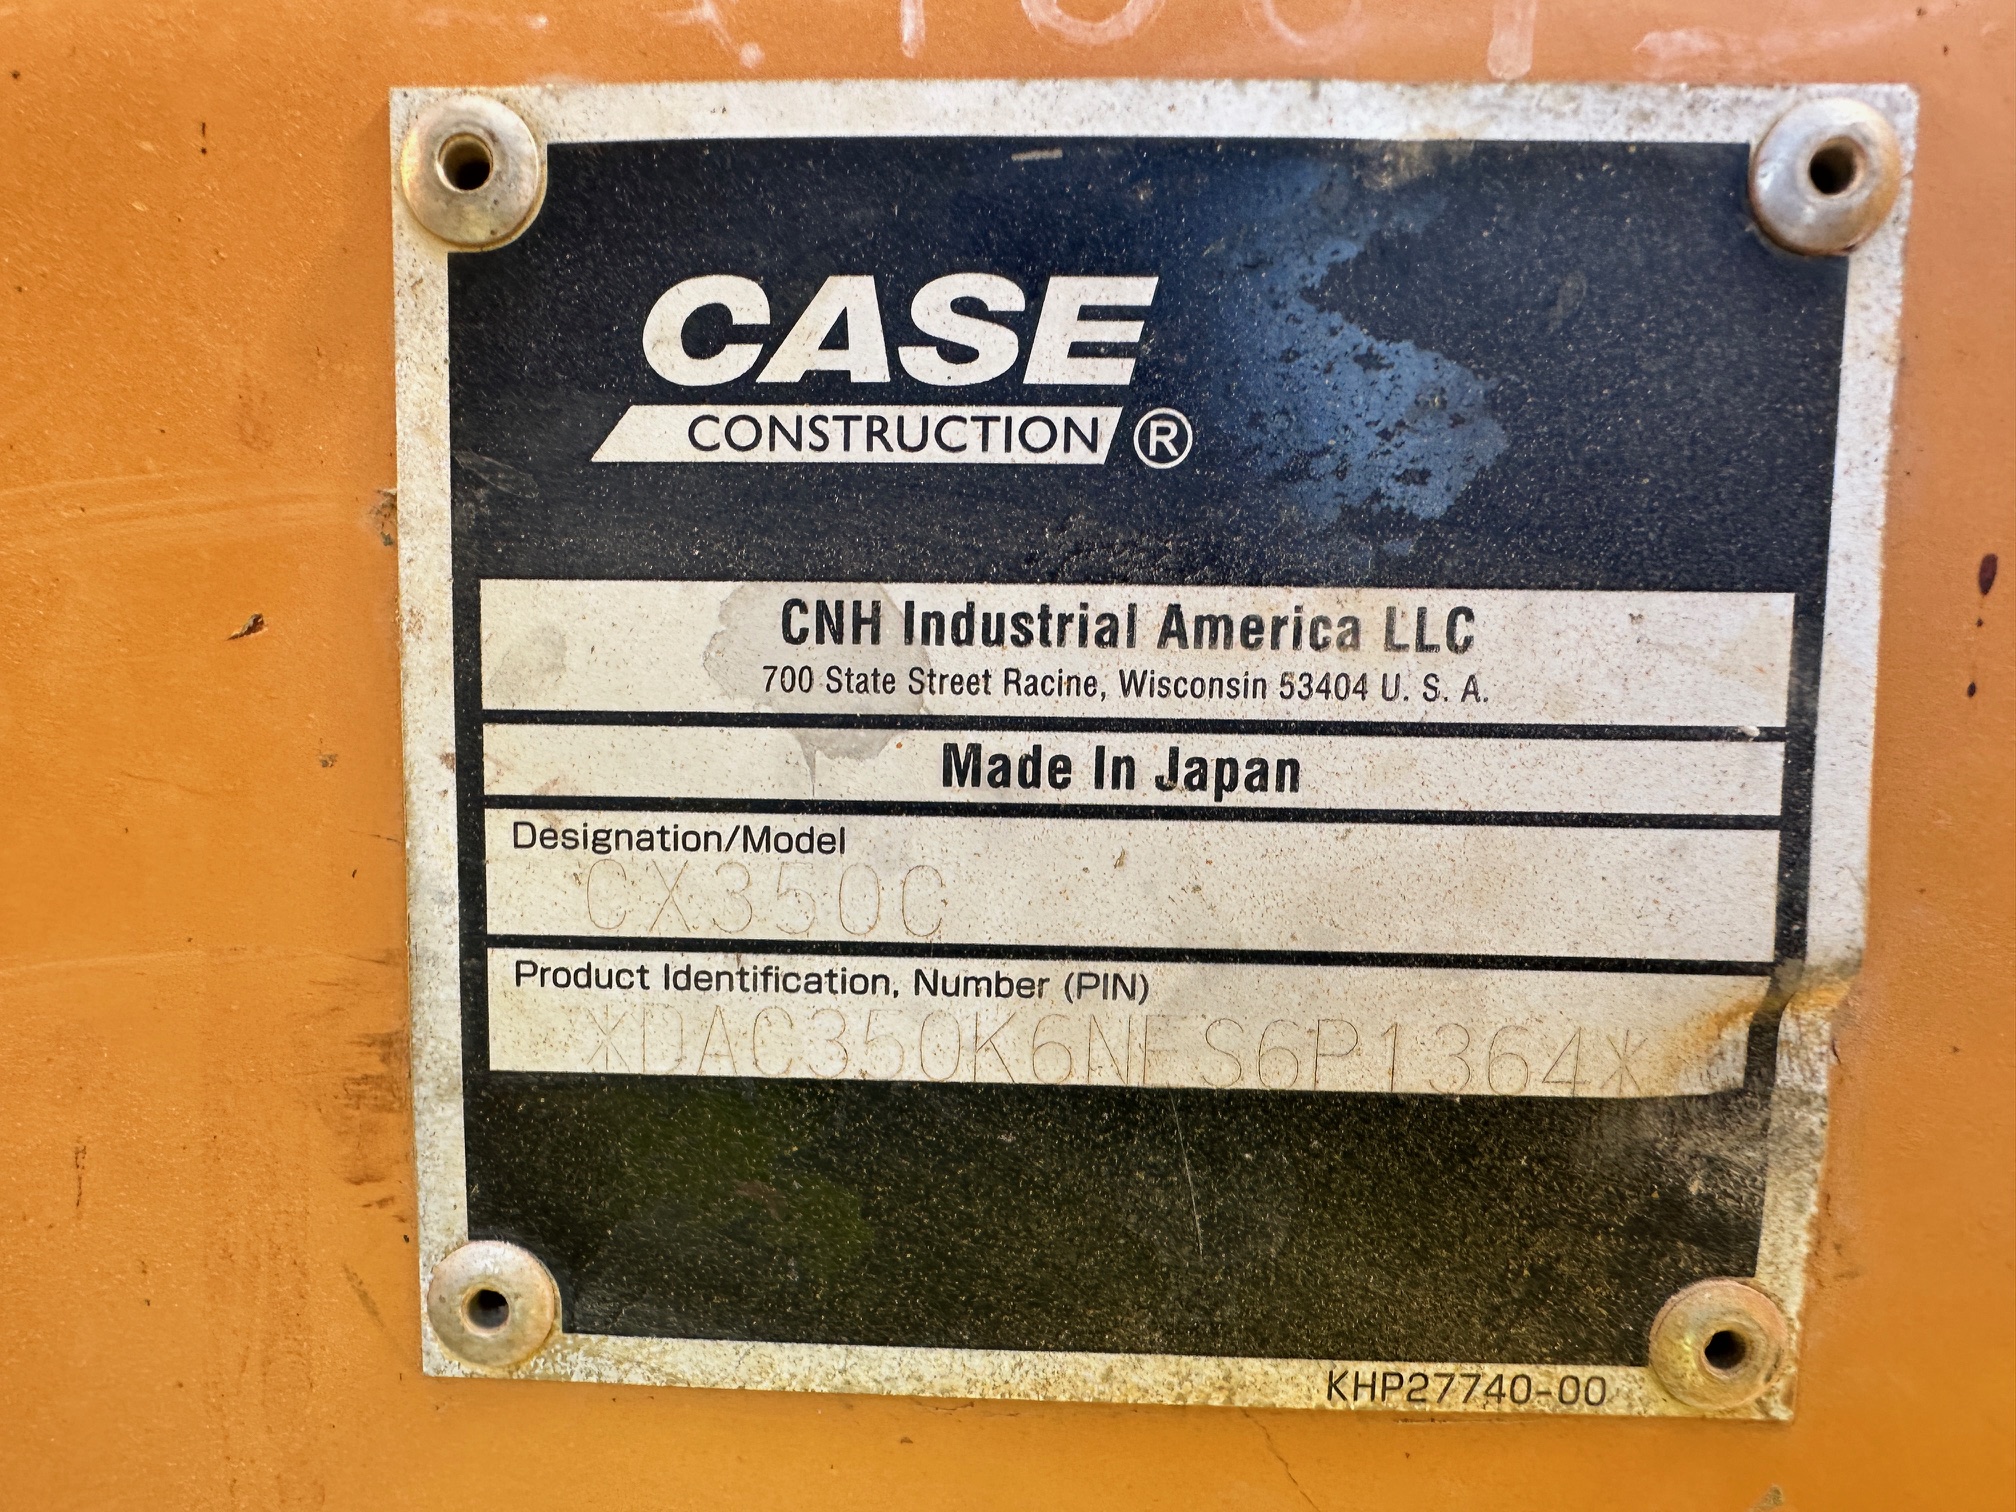 CASE
CONSTRUCTION ®
CNH Industrial America LLC
700 State Street Racine, Wisconsin 53404 U. S. A.
Made In Japan
Designation/Model
CX350C
Product Identification, Number (PIN)
*DAC350K6NFS6P1364*
KHP27740-00